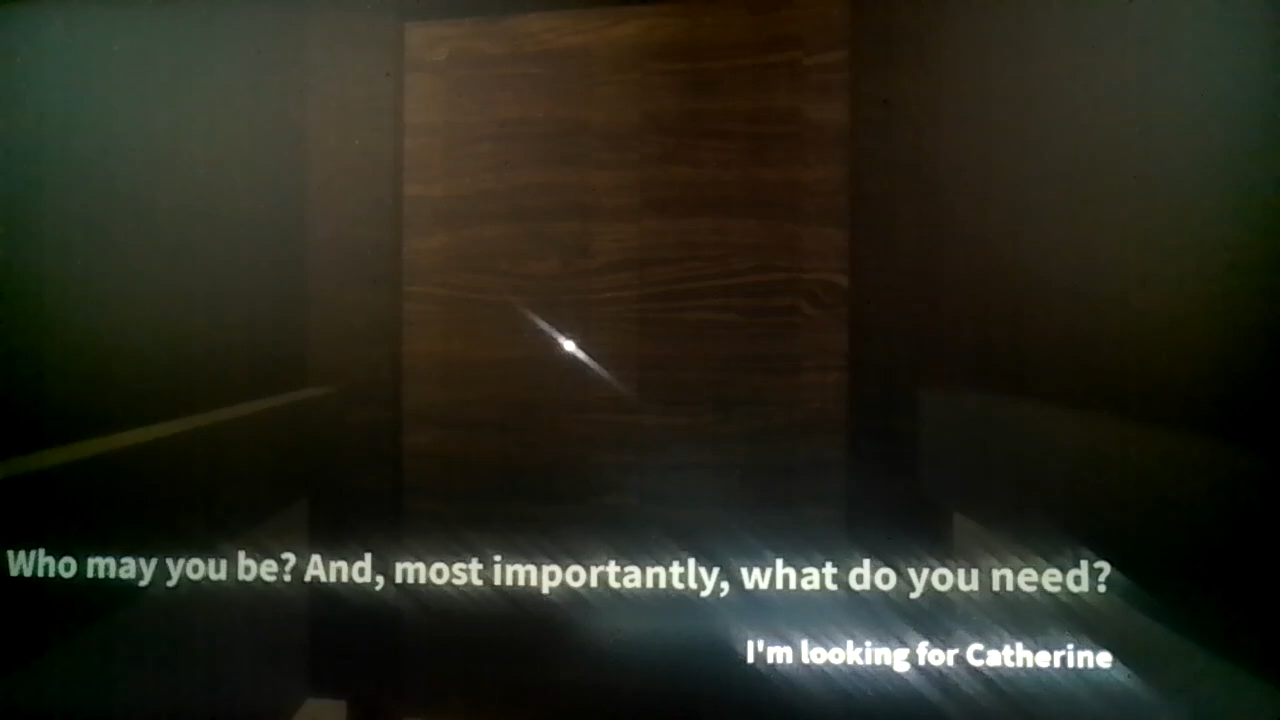 Who may you be? And, most importantly, what do you need?
I'm looking for Catherine